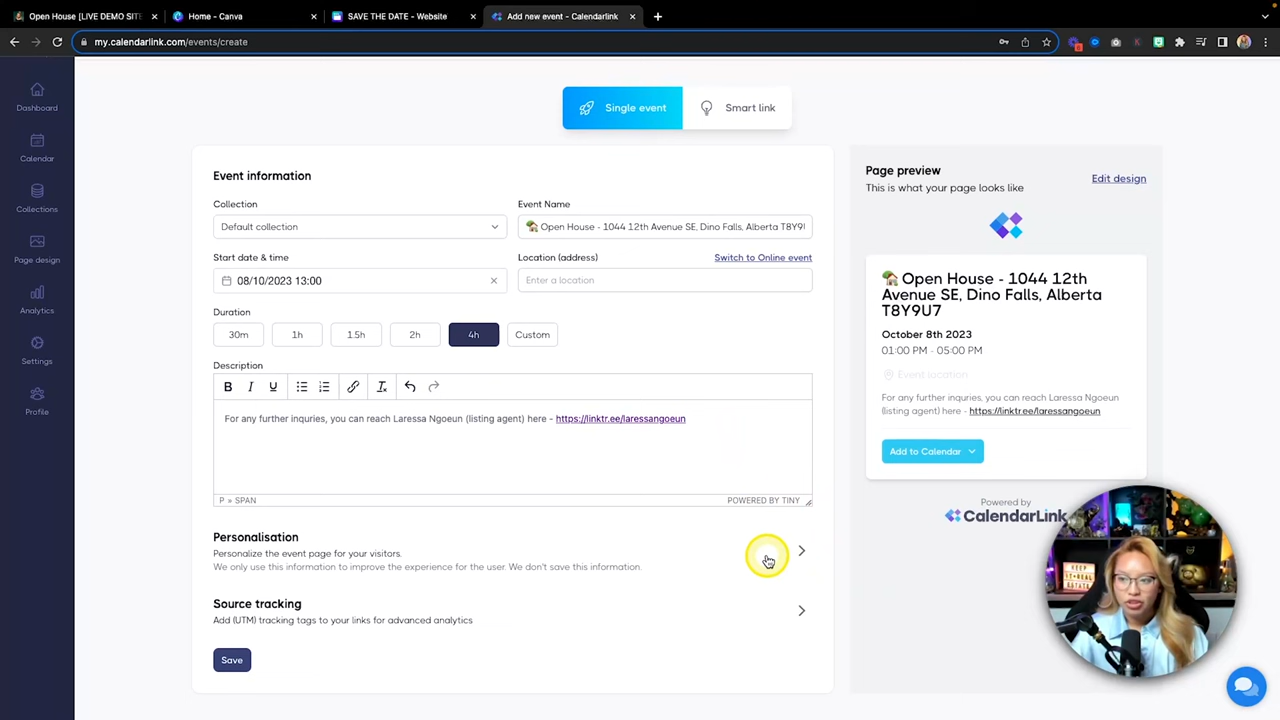 Open House [LIVE DEMO SITE
Home - Canva
SAVE THE DATE - Website
Add new event - Calendarlink
my.calendarlink.com/events/create
Dashboard
Calendar
Collections
Page design
Analytics
Settings
Profile
Single event
Smart link
Event information
Collection
Default collection
Event Name
🏡 Open House - 1044 12th Avenue SE, Dino Falls, Alberta T8Y9U
Start date & time
08/10/2023 13:00
Location (address)
Switch to Online event
Enter a location
Duration
30m
1h
1.5h
2h
4h
Custom
Description
B I U
For any further inquries, you can reach Laressa Ngoeun (listing agent) here - https://linktr.ee/laressangoeun
P » SPAN
POWERED BY TINY
Personalisation
Personalize the event page for your visitors.
We only use this information to improve the experience for the user. We don't save this information.
Source tracking
Add (UTM) tracking tags to your links for advanced analytics
Save
Page preview
This is what your page looks like
Edit design
🏡 Open House - 1044 12th
Avenue SE, Dino Falls, Alberta
T8Y9U7
October 8th 2023
01:00 PM - 05:00 PM
Event location
For any further inquries, you can reach Laressa Ngoeun
(listing agent) here - https://linktr.ee/laressangoeun
Add to Calendar
Powered by
CalendarLink
KEEP IT
REAL ESTATE